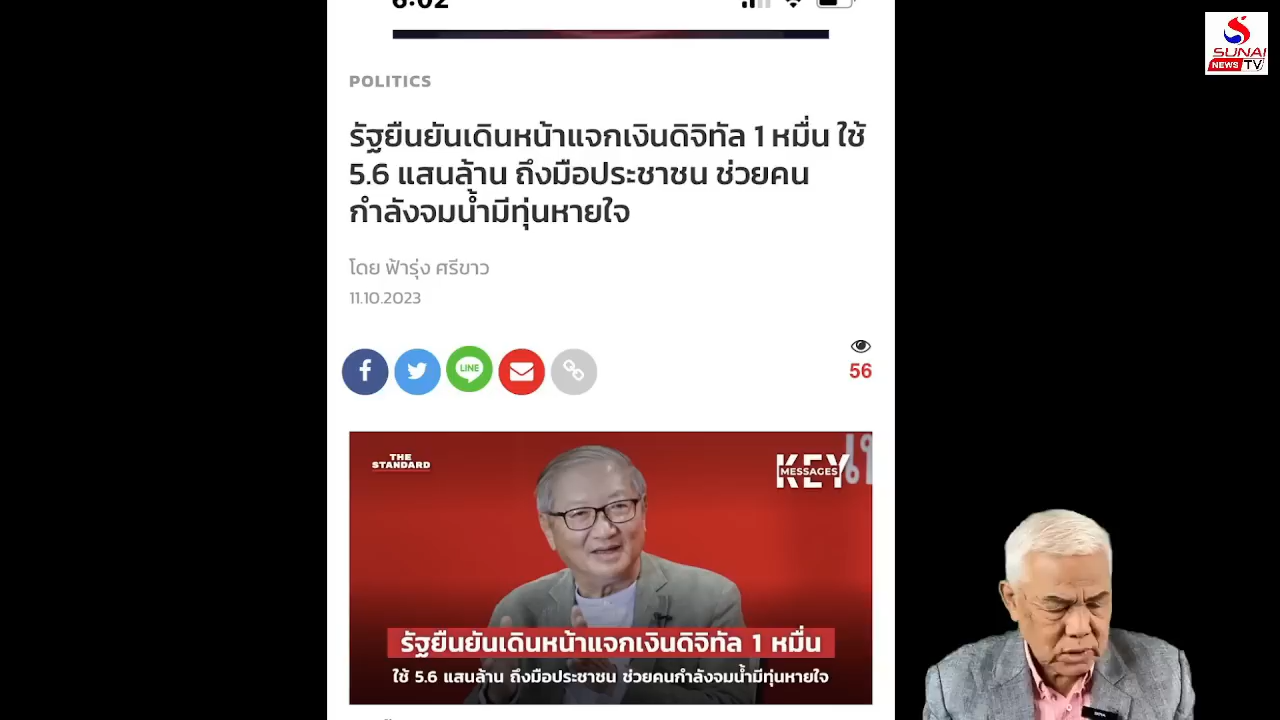 6:02
SUNAI
NEWS TV
POLITICS
รัฐยืนยันเดินหน้าแจกเงินดิจิทัล 1 หมื่น ใช้
5.6 แสนล้าน ถึงมือประชาชน ช่วยคน
กำลังจมน้ำมีทุ่นหายใจ
โดย ฟ้ารุ่ง ศรีขาว
11.10.2023
LINE
56
THE
STANDARD
KEY
MESSAGES
รัฐยืนยันเดินหน้าแจกเงินดิจิทัล 1 หมื่น
ใช้ 5.6 แสนล้าน ถึงมือประชาชน ช่วยคนกำลังจมน้ำมีทุ่นหายใจ